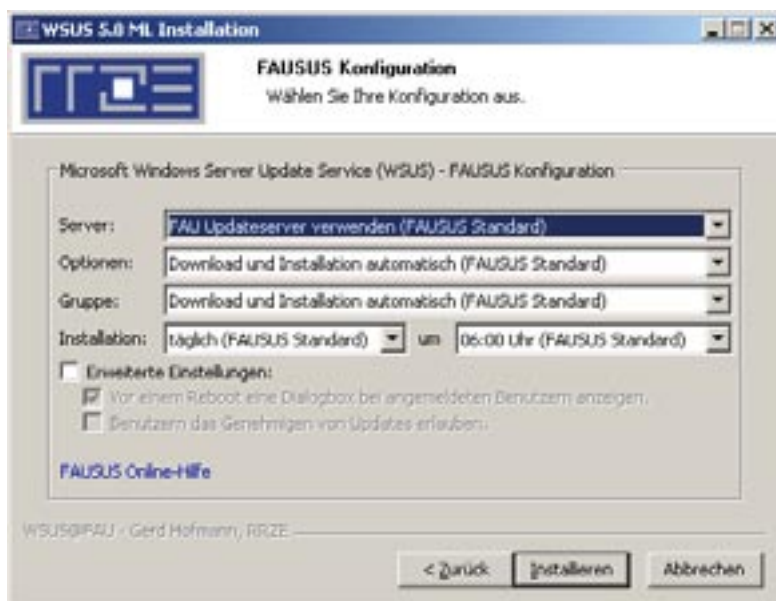 WSUS 5.0 ML Installation
RRZE
FAUSUS Konfiguration
Wählen Sie Ihre Konfiguration aus.
Microsoft Windows Server Update Service (WSUS) - FAUSUS Konfiguration
Server: FAU Updateserver verwenden (FAUSUS Standard)
Optionen: Download und Installation automatisch (FAUSUS Standard)
Gruppe: Download und Installation automatisch (FAUSUS Standard)
Installation: täglich (FAUSUS Standard) um 06:00 Uhr (FAUSUS Standard)
Erweiterte Einstellungen:
Vor einem Reboot eine Dialogbox bei angemeldeten Benutzern anzeigen.
Benutzern das Genehmigen von Updates erlauben.
FAUSUS Online-Hilfe
WSUS@FAU - Gerd Hofmann, RRZE
< Zurück Installieren Abbrechen